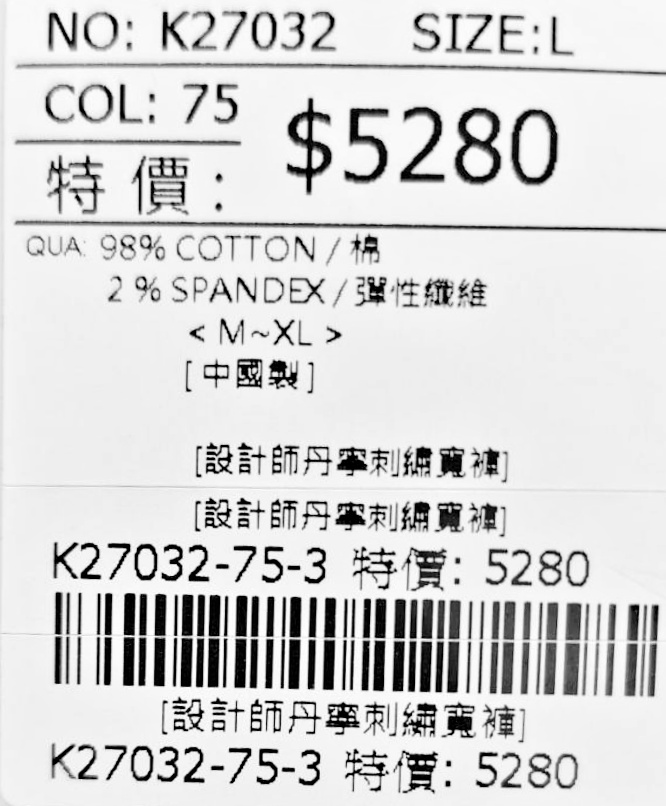 NO: K27032 SIZE:L
COL: 75
$5280
特價:
QUA: 98% COTTON / 棉
2 % SPANDEX / 彈性纖維
< M~XL >
[ 中國製 ]
[設計師丹寧刺繡寬褲]
[設計師丹寧刺繡寬褲]
K27032-75-3 特價: 5280
[設計師丹寧刺繡寬褲]
K27032-75-3 特價: 5280